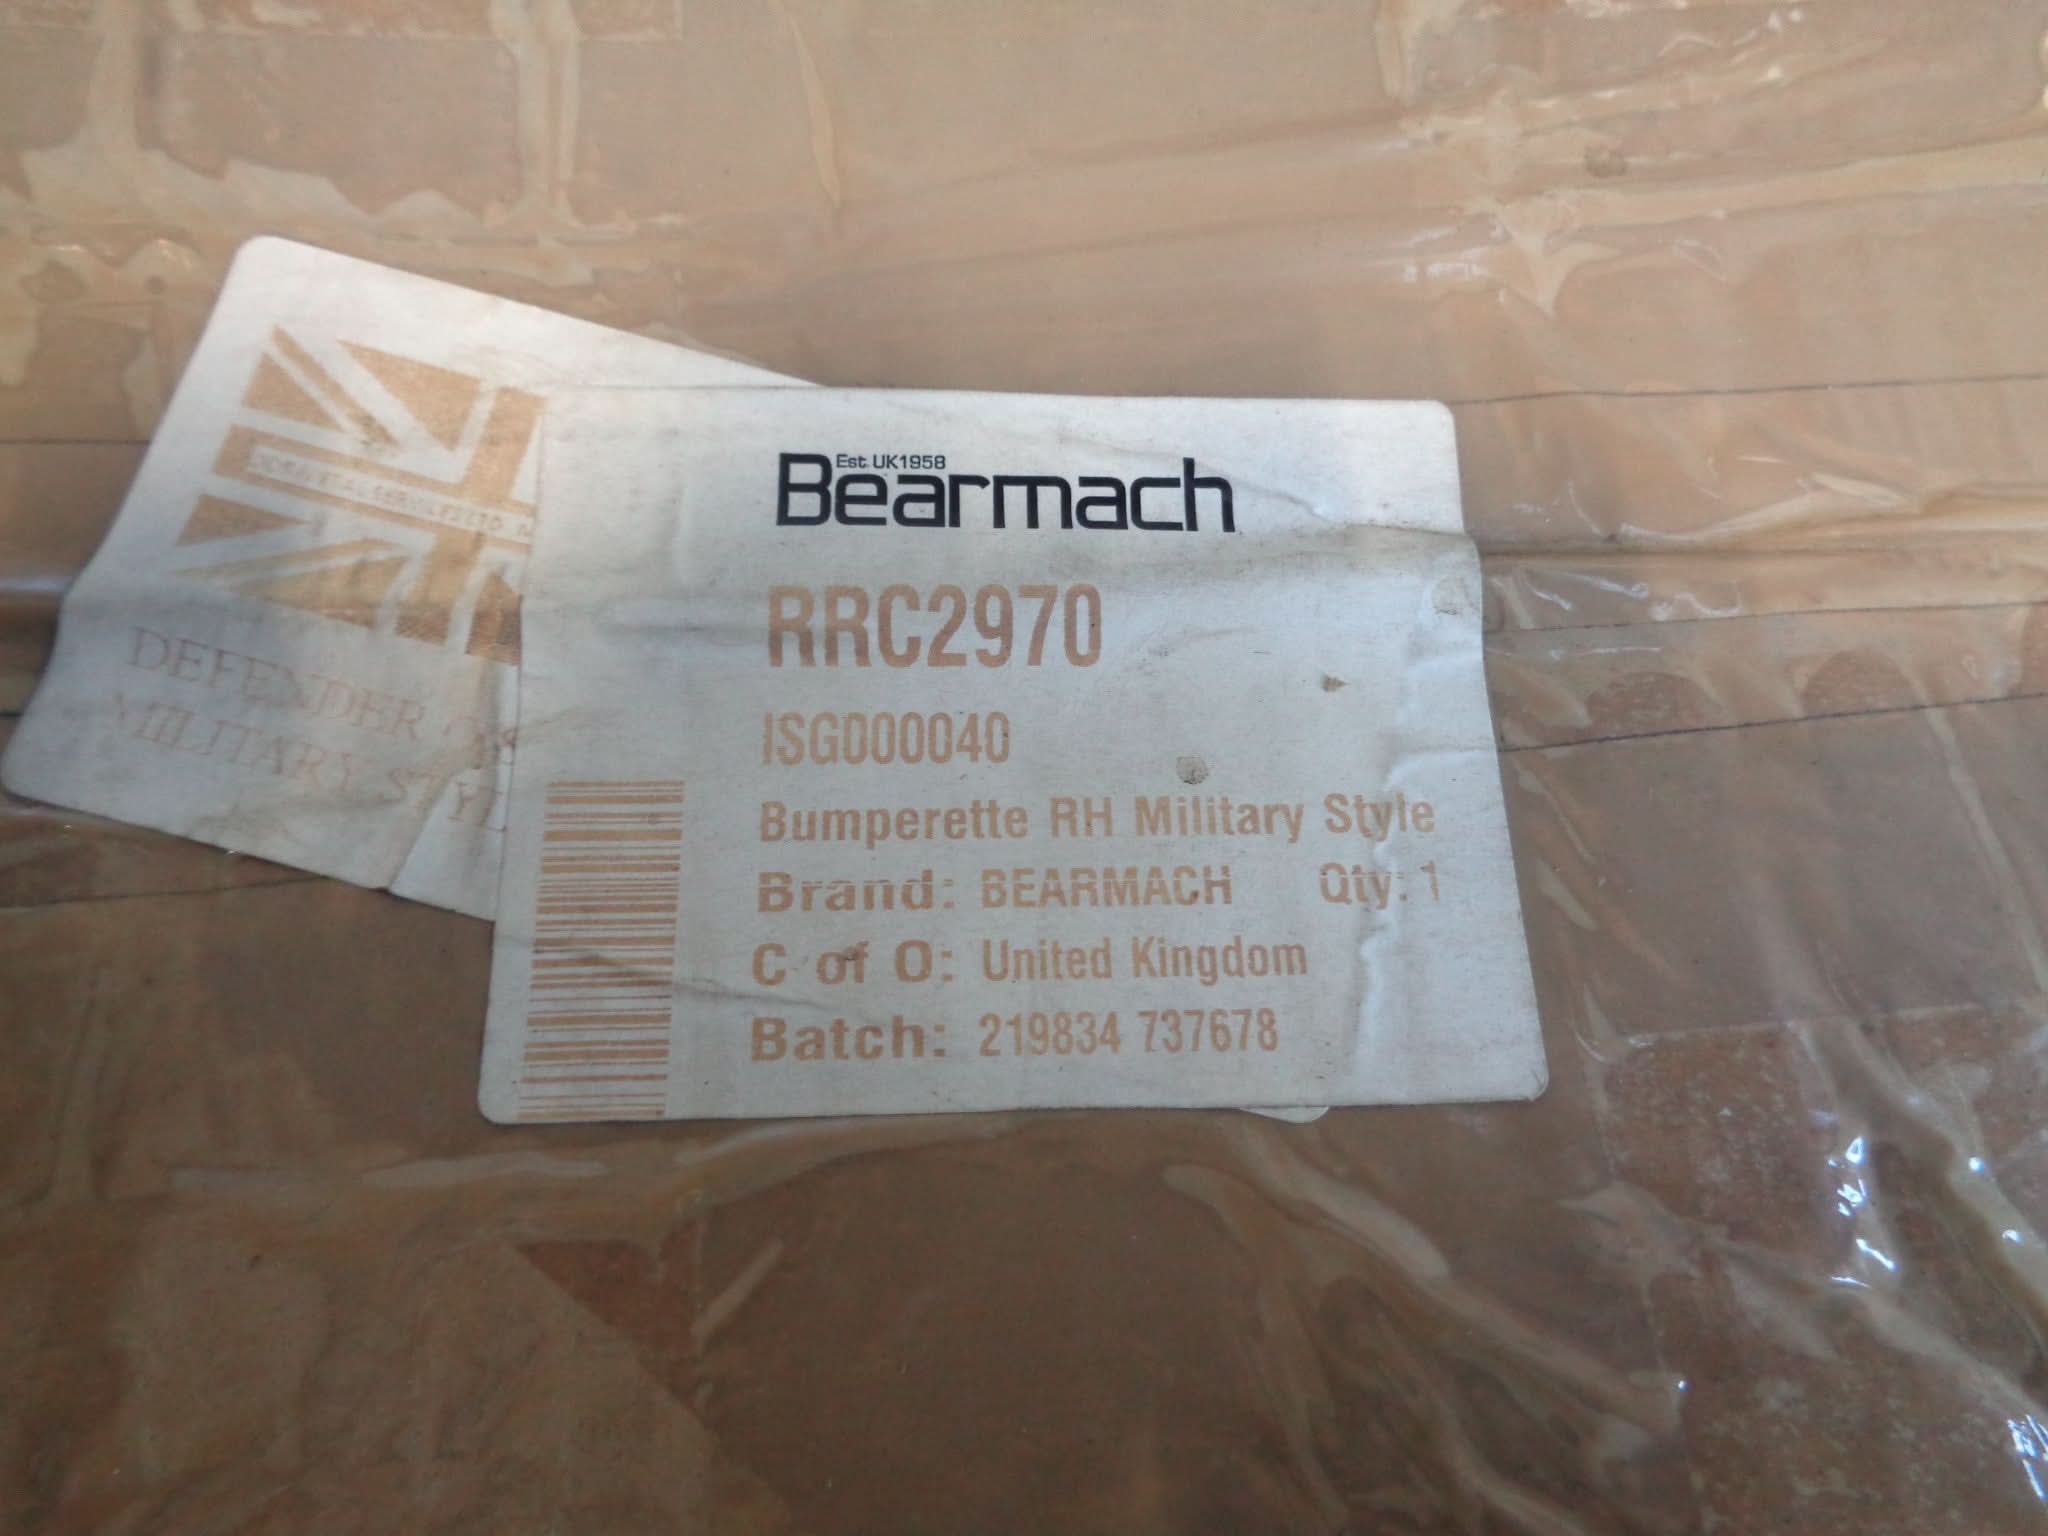 DEFENDER
MILITARY STYLE
Est. UK1958
Bearmach
RRC2970
ISG000040
Bumperette RH Military Style
Brand: BEARMACH Qty: 1
C of O: United Kingdom
Batch: 219834 737678